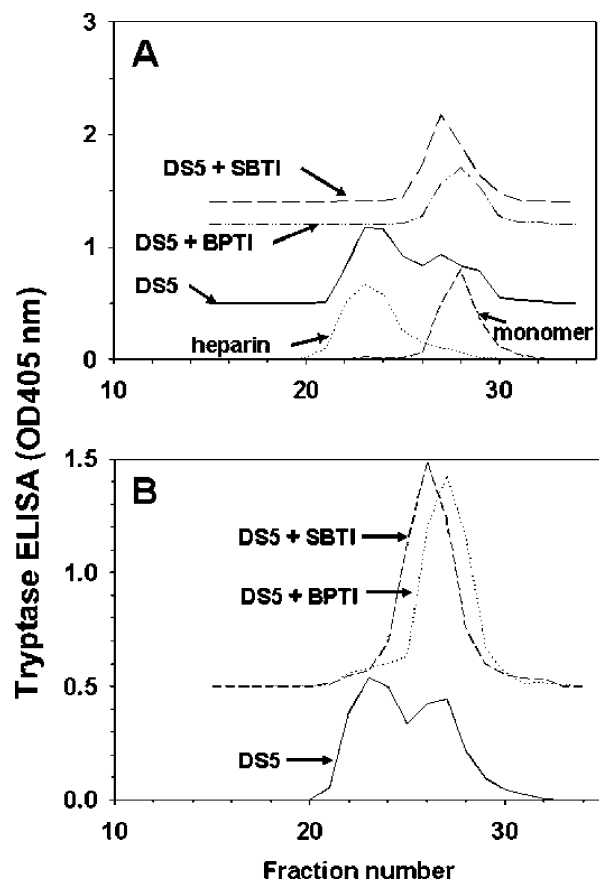 3
A
2
DS5 + SBTI
DS5 + BPTI
1
DS5
heparin
monomer
0
10
20
30
Tryptase ELISA (OD405 nm)
1.5
B
DS5 + SBTI
1.0
DS5 + BPTI
0.5
DS5
0.0
10
20
30
Fraction number